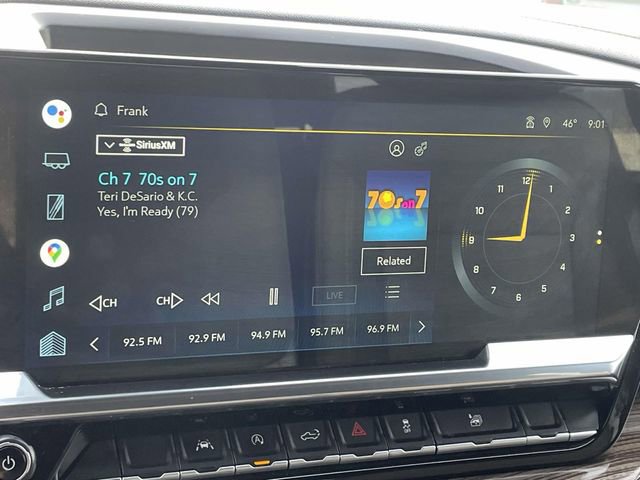 Frank
46° 9:01
SiriusXM
Ch 7 70s on 7
Teri DeSario & K.C.
Yes, I'm Ready (79)
70s on 7
Related
CH CH LIVE
92.5 FM 92.9 FM 94.9 FM 95.7 FM 96.9 FM
12
11 1
10 2
9 3
8 4
7 5
6
OFF